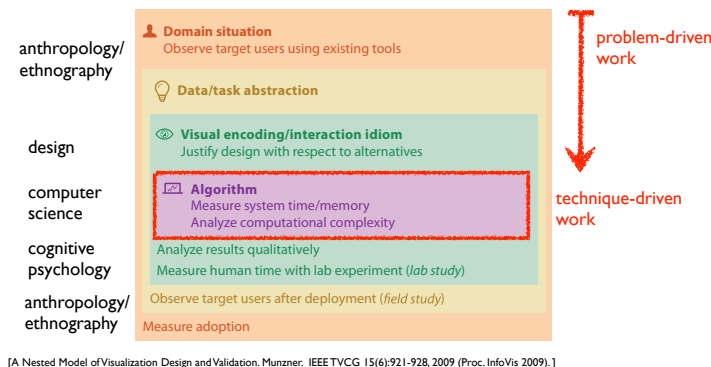 Domain situation
Observe target users using existing tools
anthropology/
ethnography
problem-driven
work
Data/task abstraction
Visual encoding/interaction idiom
Justify design with respect to alternatives
design
Algorithm
Measure system time/memory
Analyze computational complexity
computer
science
technique-driven
work
Analyze results qualitatively
Measure human time with lab experiment (lab study)
cognitive
psychology
Observe target users after deployment (field study)
anthropology/
ethnography
Measure adoption
[A Nested Model of Visualization Design and Validation. Munzner. IEEE TVCG 15(6):921-928, 2009 (Proc. InfoVis 2009). ]